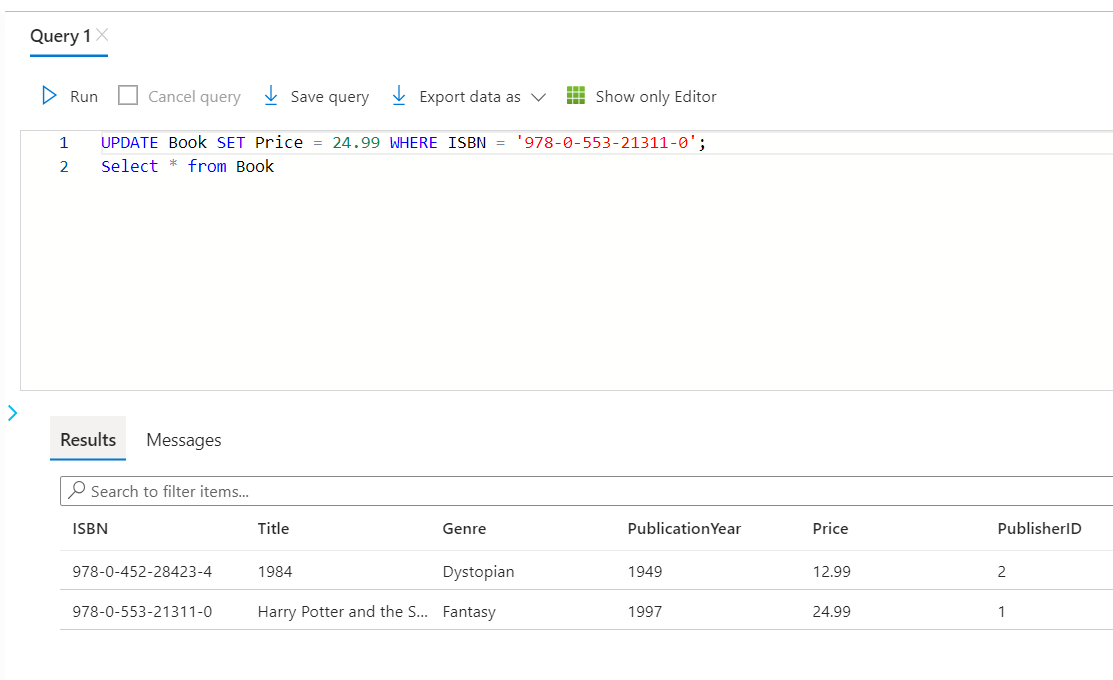 Query 1
Run Cancel query Save query Export data as Show only Editor
1 UPDATE Book SET Price = 24.99 WHERE ISBN = '978-0-553-21311-0';
2 Select * from Book
Results Messages
Search to filter items...
ISBN Title Genre PublicationYear Price PublisherID
978-0-452-28423-4 1984 Dystopian 1949 12.99 2
978-0-553-21311-0 Harry Potter and the S... Fantasy 1997 24.99 1